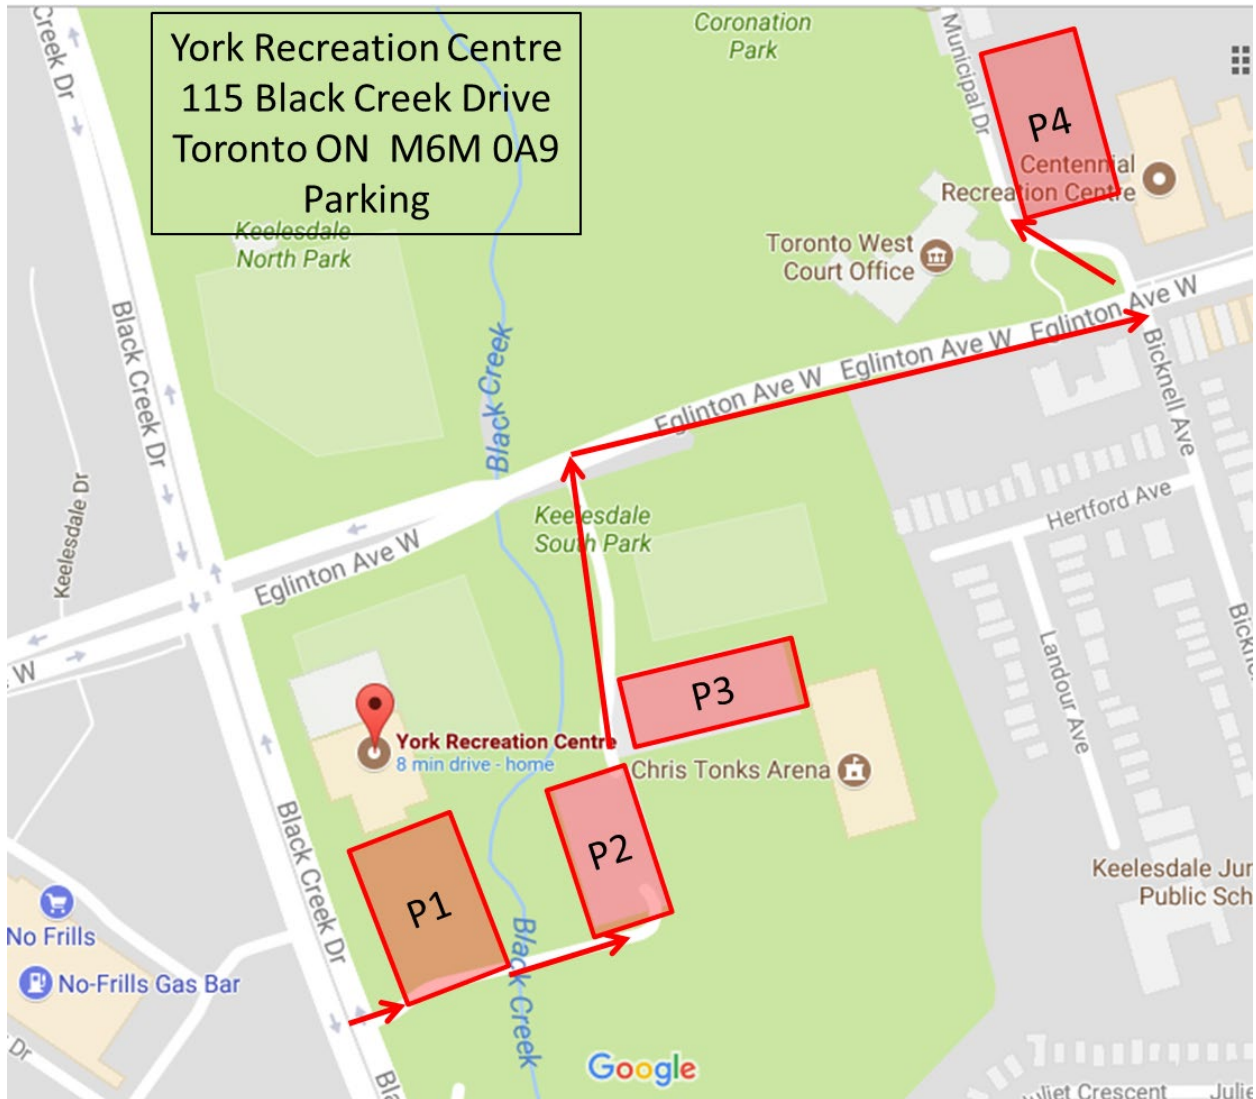 York Recreation Centre
115 Black Creek Drive
Toronto ON M6M 0A9
Parking
Coronation
Park
Creek Dr
Municipal Dr
P4
Centennial
Recreation Centre
Keelesdale
North Park
Toronto West
Court Office
Black Creek Dr
Black Creek
Eglinton Ave W
Eglinton Ave W
Eglinton Ave W
Bicknell Ave
Keelesdale Dr
Hertford Ave
Keelesdale
South Park
Eglinton Ave W
W
Landour Ave
P3
York Recreation Centre
8 min drive - home
Chris Tonks Arena
P2
P1
Black Creek Dr
Keelesdale Jun
Public Sch
No Frills
No-Frills Gas Bar
Black Creek
Dr
Google
Juliet Crescent
Julie